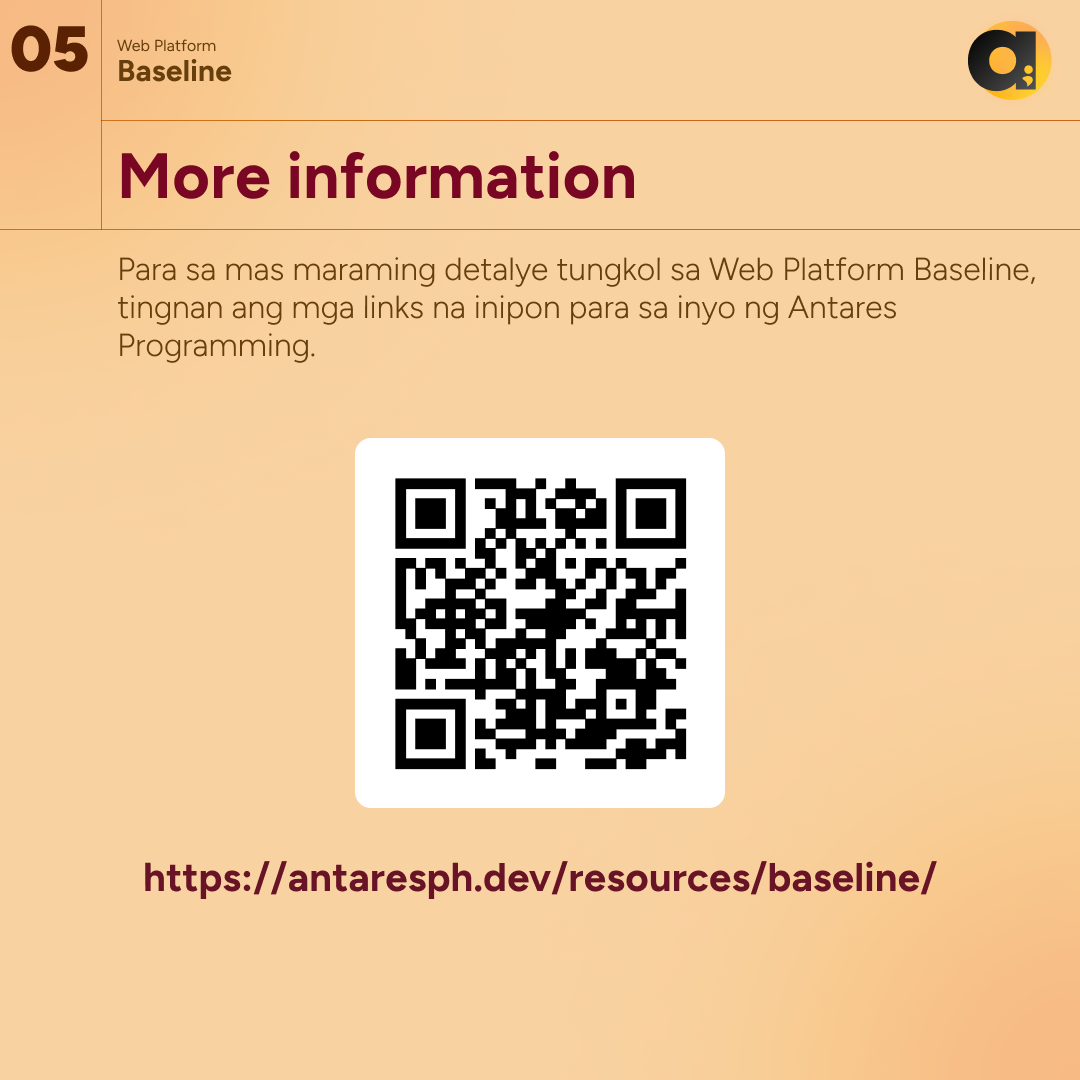 05
Web Platform
Baseline
More information
Para sa mas maraming detalye tungkol sa Web Platform Baseline,
tingnan ang mga links na inipon para sa inyo ng Antares
Programming.
https://antaresph.dev/resources/baseline/